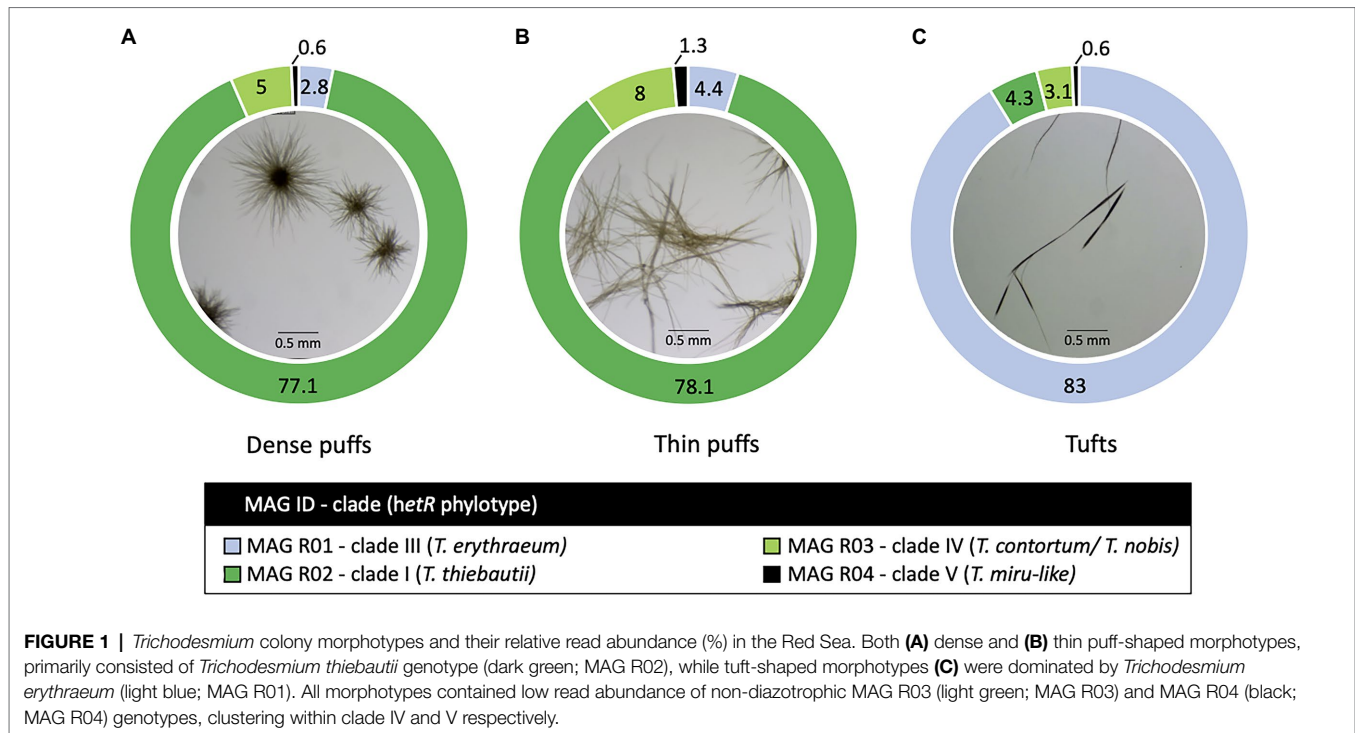 A
0.6
5
2.8
0.5 mm
77.1
Dense puffs
B
1.3
8
4.4
0.5 mm
78.1
Thin puffs
C
0.6
4.3
3.1
0.5 mm
83
Tufts
MAG ID - clade (hetR phylotype)
MAG R01 - clade III (T. erythraeum)
MAG R02 - clade I (T. thiebautii)
MAG R03 - clade IV (T. contortum/ T. nobis)
MAG R04 - clade V (T. miru-like)
FIGURE 1 | Trichodesmium colony morphotypes and their relative read abundance (%) in the Red Sea. Both (A) dense and (B) thin puff-shaped morphotypes,
primarily consisted of Trichodesmium thiebautii genotype (dark green; MAG R02), while tuft-shaped morphotypes (C) were dominated by Trichodesmium
erythraeum (light blue; MAG R01). All morphotypes contained low read abundance of non-diazotrophic MAG R03 (light green; MAG R03) and MAG R04 (black;
MAG R04) genotypes, clustering within clade IV and V respectively.